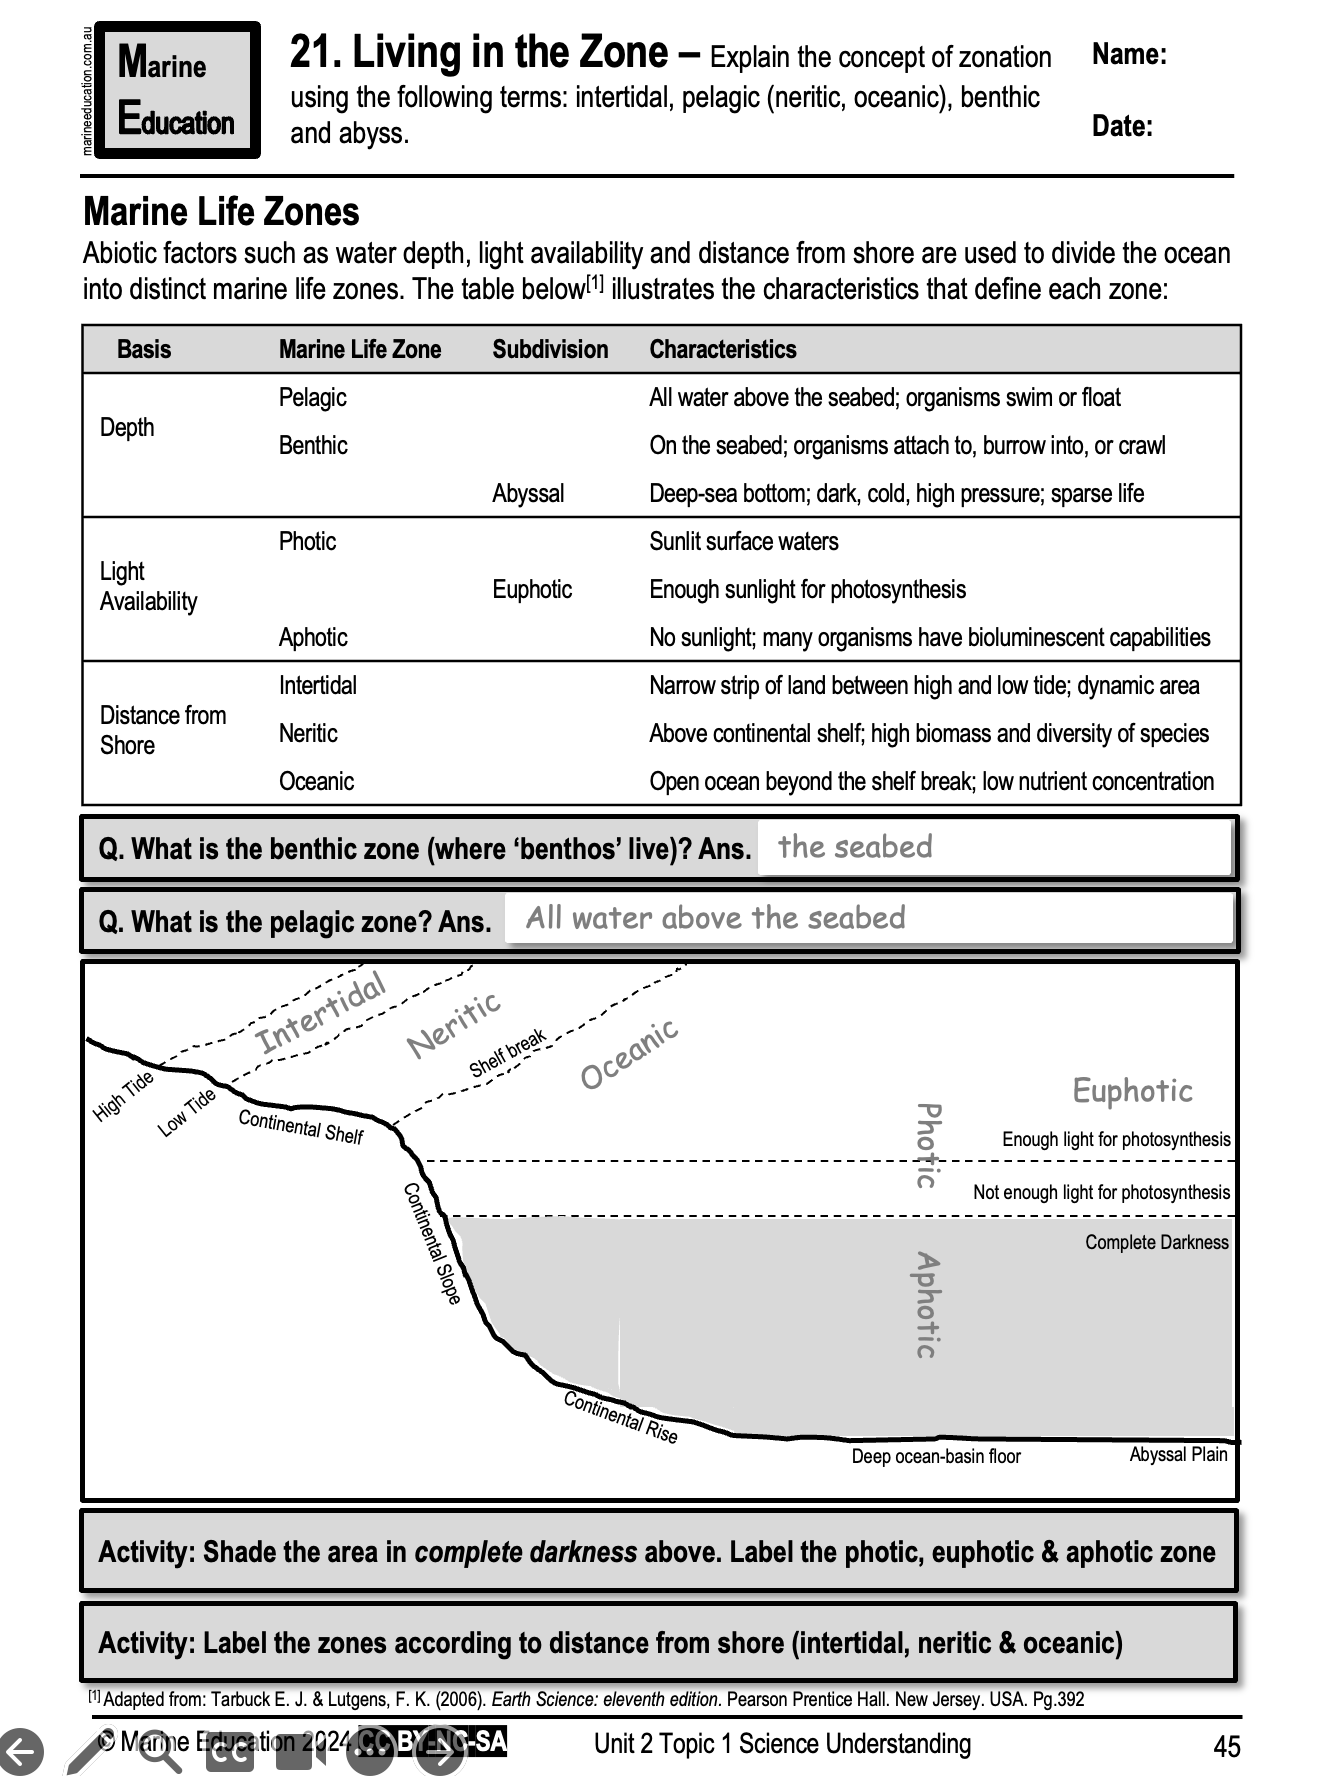 marineeducation.com.au
Marine
Education
21. Living in the Zone – Explain the concept of zonation
using the following terms: intertidal, pelagic (neritic, oceanic), benthic
and abyss.
Name:
Date:
Marine Life Zones
Abiotic factors such as water depth, light availability and distance from shore are used to divide the ocean
into distinct marine life zones. The table below[1] illustrates the characteristics that define each zone:
Basis Marine Life Zone Subdivision Characteristics
Depth
Pelagic All water above the seabed; organisms swim or float
Benthic On the seabed; organisms attach to, burrow into, or crawl
Abyssal Deep-sea bottom; dark, cold, high pressure; sparse life
Light
Availability
Photic Sunlit surface waters
Euphotic Enough sunlight for photosynthesis
Aphotic No sunlight; many organisms have bioluminescent capabilities
Distance from
Shore
Intertidal Narrow strip of land between high and low tide; dynamic area
Neritic Above continental shelf; high biomass and diversity of species
Oceanic Open ocean beyond the shelf break; low nutrient concentration
Q. What is the benthic zone (where ‘benthos’ live)? Ans. the seabed
Q. What is the pelagic zone? Ans. All water above the seabed
Intertidal
Neritic
Shelf break
Oceanic
High Tide
Low Tide
Continental Shelf
Euphotic
Photic
Enough light for photosynthesis
Not enough light for photosynthesis
Continental Slope
Complete Darkness
Aphotic
Continental Rise
Deep ocean-basin floor
Abyssal Plain
Activity: Shade the area in complete darkness above. Label the photic, euphotic & aphotic zone
Activity: Label the zones according to distance from shore (intertidal, neritic & oceanic)
[1] Adapted from: Tarbuck E. J. & Lutgens, F. K. (2006). Earth Science: eleventh edition. Pearson Prentice Hall. New Jersey. USA. Pg.392
© Marine Education 2024 CC BY-NC-SA
CC
Unit 2 Topic 1 Science Understanding
45